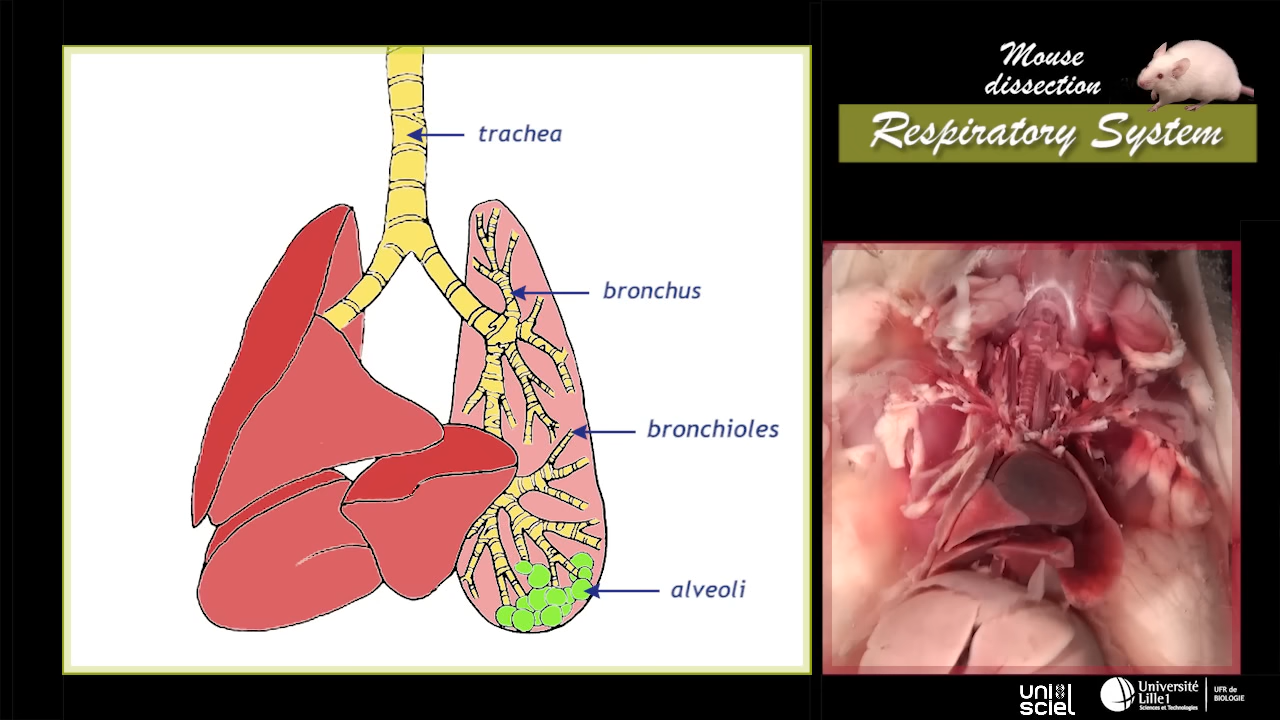 Mouse
dissection
Respiratory System
trachea
bronchus
bronchioles
alveoli
uni
sciel
Université
Lille1
Sciences et Technologies
UFR de
BIOLOGIE